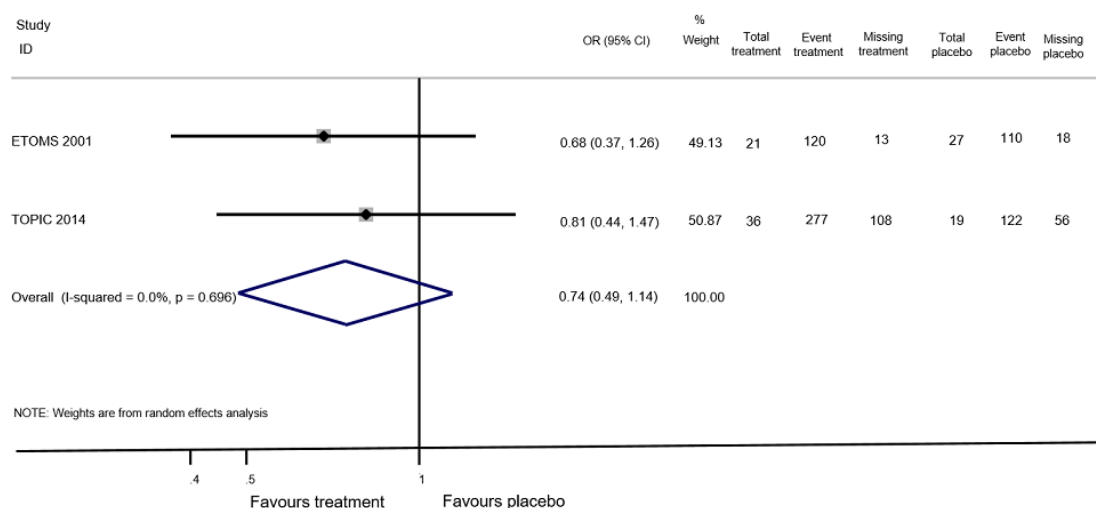 Study
ID
OR (95% CI)
%
Weight
Total
treatment
Event
treatment
Missing
treatment
Total
placebo
Event
placebo
Missing
placebo
ETOMS 2001 0.68 (0.37, 1.26) 49.13 21 120 13 27 110 18
TOPIC 2014 0.81 (0.44, 1.47) 50.87 36 277 108 19 122 56
Overall (I-squared = 0.0%, p = 0.696) 0.74 (0.49, 1.14) 100.00
NOTE: Weights are from random effects analysis
.4 .5 1
Favours treatment Favours placebo